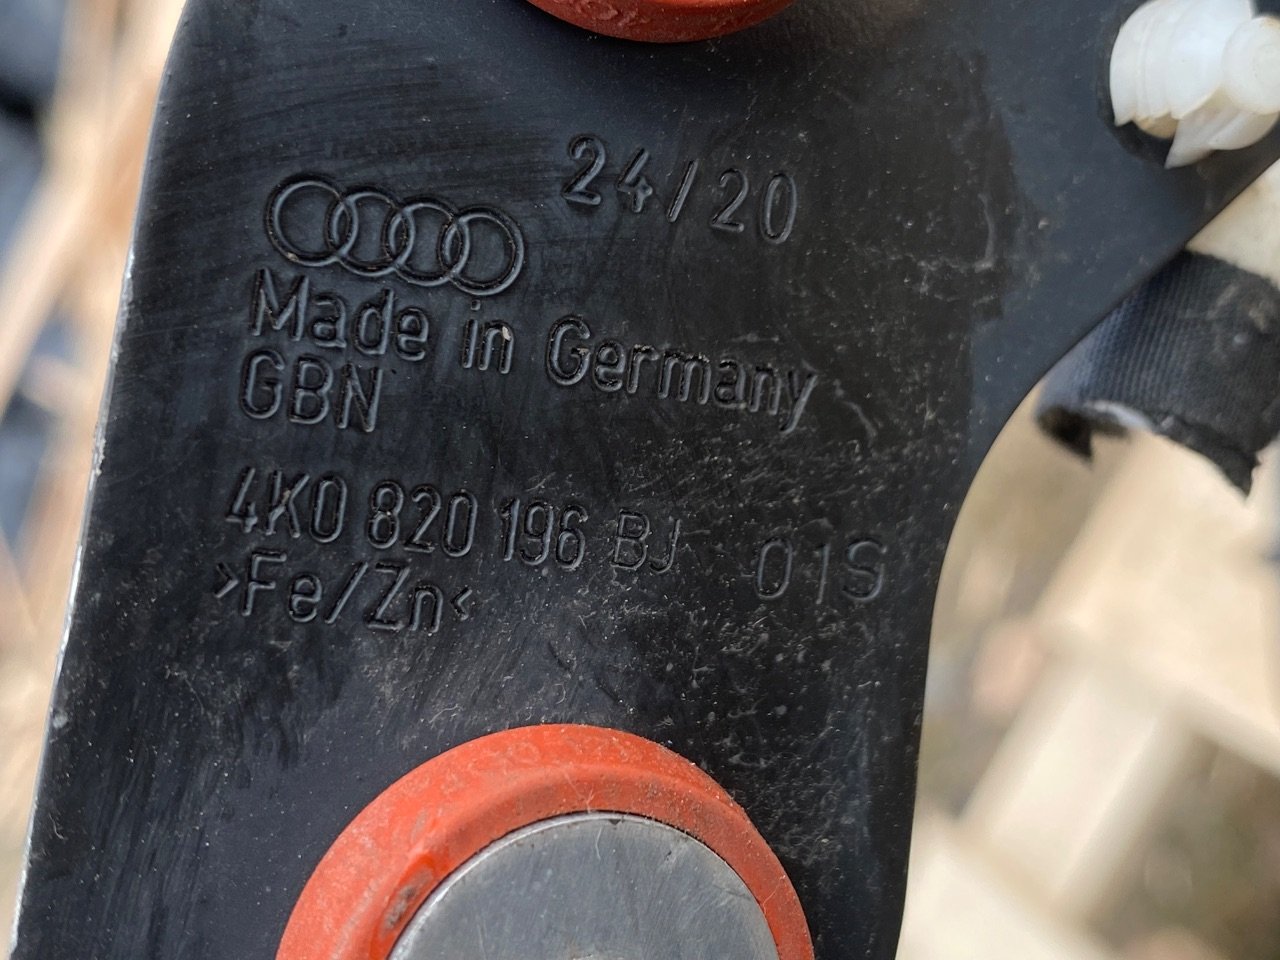 24/20
Made in Germany
GBN
4K0 820 196 BJ 01S
>Fe/Zn<